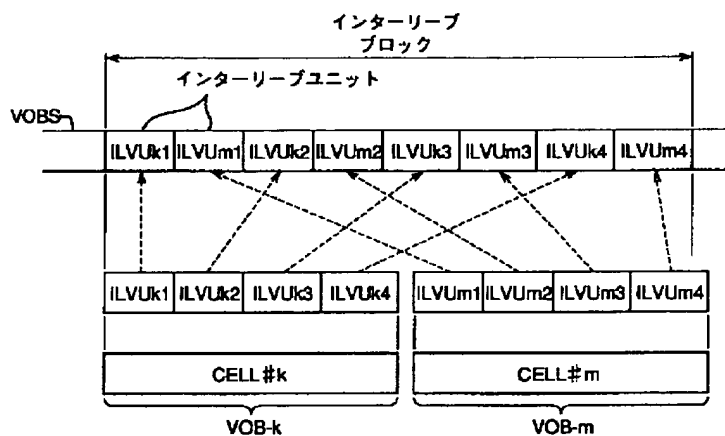 インターリーブ
ブロック
インターリーブユニット
VOBS
ILVUk1 ILVUm1 ILVUk2 ILVUm2 ILVUk3 ILVUm3 ILVUk4 ILVUm4
ILVUk1 ILVUk2 ILVUk3 ILVUk4 ILVUm1 ILVUm2 ILVUm3 ILVUm4
CELL#k CELL#m
VOB-k VOB-m